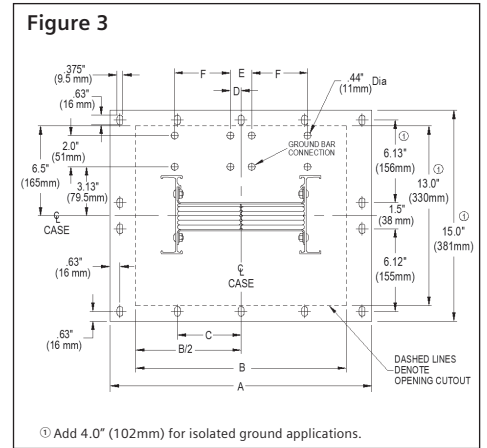 Figure 3
.375"
(9.5 mm)
.63"
(16 mm)
F
E
F
D
.44"
Dia
(11mm)
GROUND BAR
CONNECTION
2.0"
(51mm)
6.5"
(165mm)
3.13"
(79.5mm)
℄
CASE
①
6.13"
(156mm)
①
13.0"
(330mm)
1.5"
(38 mm)
①
15.0"
(381mm)
6.12"
(155mm)
.63"
(16 mm)
℄
CASE
.63"
(16 mm)
C
B/2
B
A
DASHED LINES
DENOTE
OPENING CUTOUT
① Add 4.0" (102mm) for isolated ground applications.